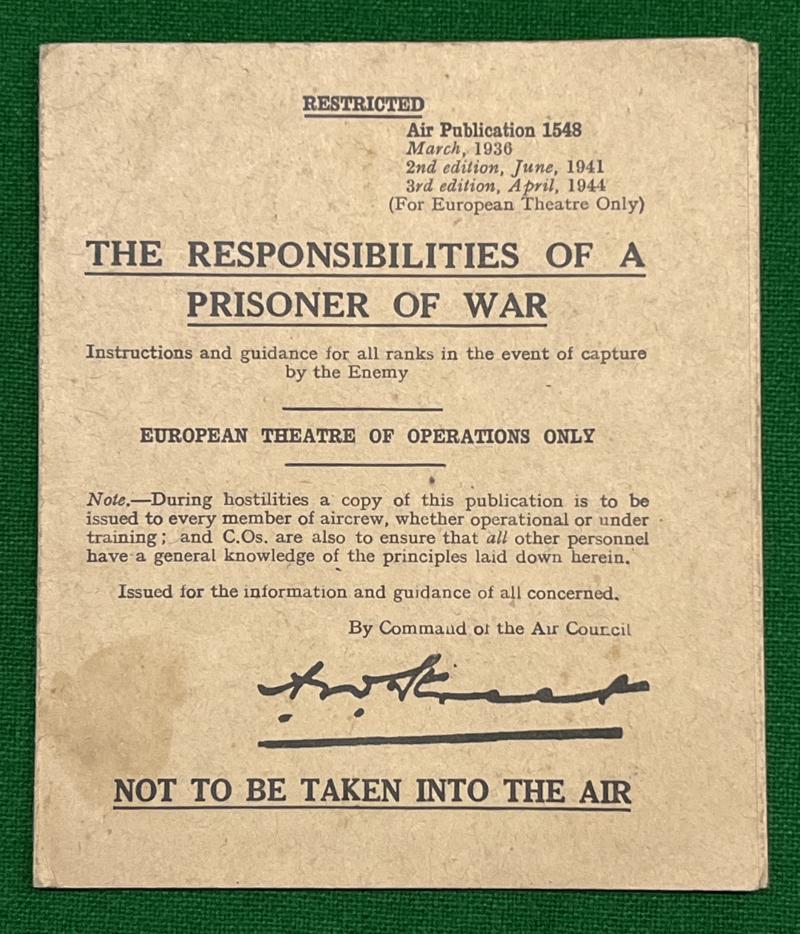 RESTRICTED
Air Publication 1548
March, 1936
2nd edition, June, 1941
3rd edition, April, 1944
(For European Theatre Only)
THE RESPONSIBILITIES OF A
PRISONER OF WAR
Instructions and guidance for all ranks in the event of capture
by the Enemy
EUROPEAN THEATRE OF OPERATIONS ONLY
Note.—During hostilities a copy of this publication is to be
issued to every member of aircrew, whether operational or under
training; and C.Os. are also to ensure that all other personnel
have a general knowledge of the principles laid down herein.
Issued for the information and guidance of all concerned.
By Command of the Air Council
NOT TO BE TAKEN INTO THE AIR